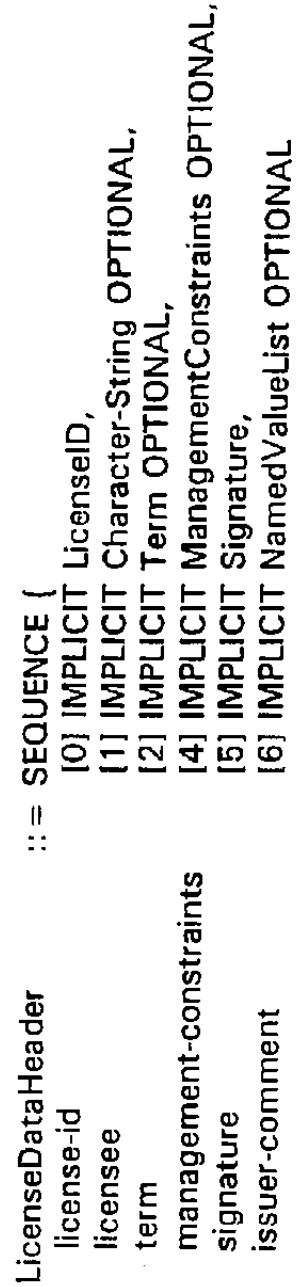 LicenseDataHeader ::= SEQUENCE {
license-id [0] IMPLICIT LicenseID,
licensee [1] IMPLICIT Character-String OPTIONAL,
term [2] IMPLICIT Term OPTIONAL,
management-constraints [4] IMPLICIT ManagementConstraints OPTIONAL,
signature [5] IMPLICIT Signature,
issuer-comment [6] IMPLICIT NamedValueList OPTIONAL